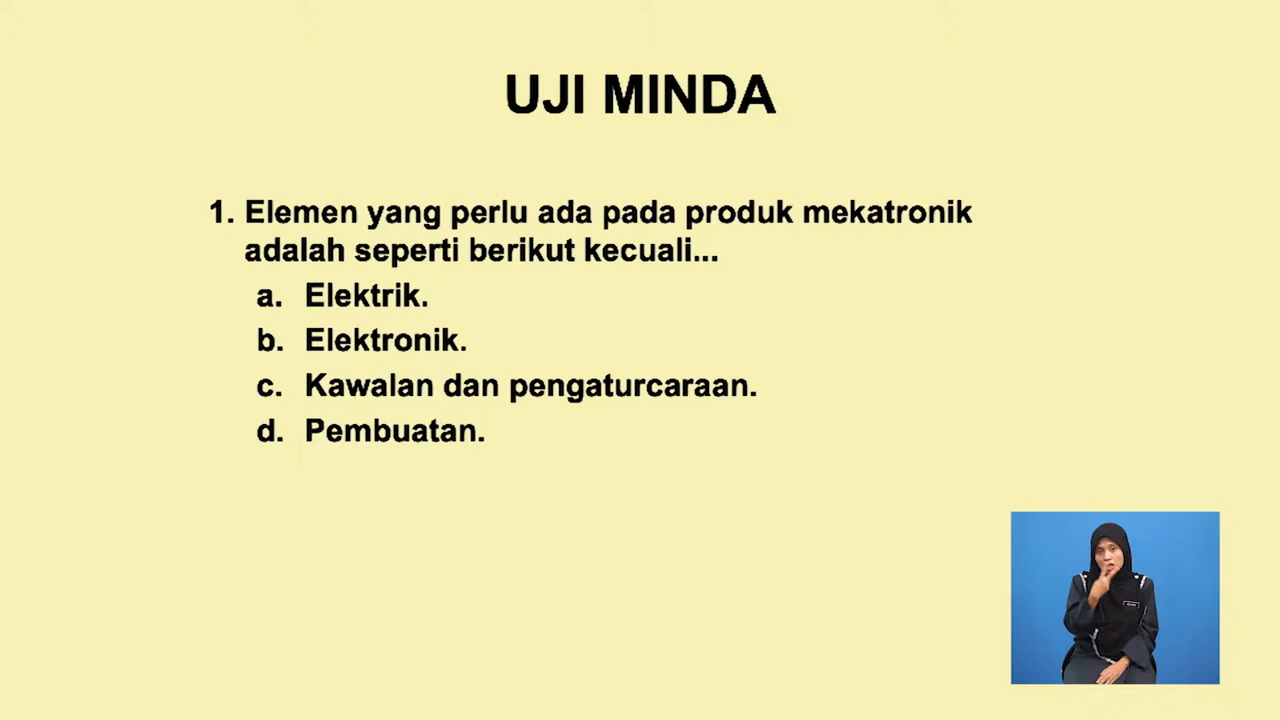 UJI MINDA
1. Elemen yang perlu ada pada produk mekatronik
adalah seperti berikut kecuali...
a. Elektrik.
b. Elektronik.
c. Kawalan dan pengaturcaraan.
d. Pembuatan.